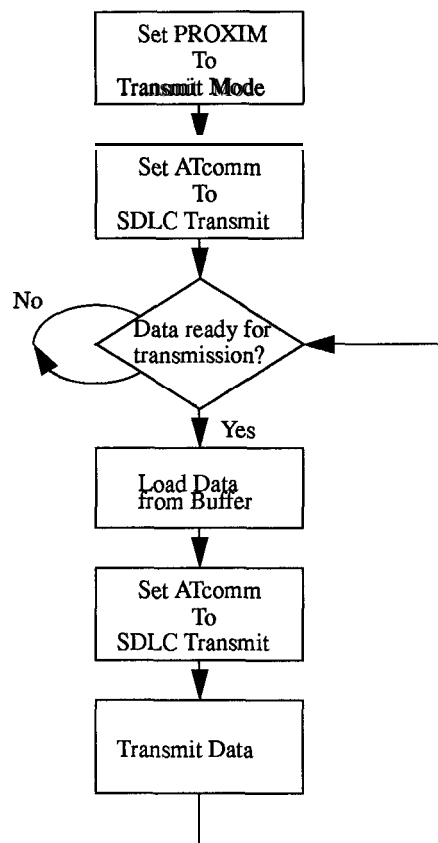 Set PROXIM
To
Transmit Mode
Set ATcomm
To
SDLC Transmit
No
Data ready for
transmission?
Yes
Load Data
from Buffer
Set ATcomm
To
SDLC Transmit
Transmit Data